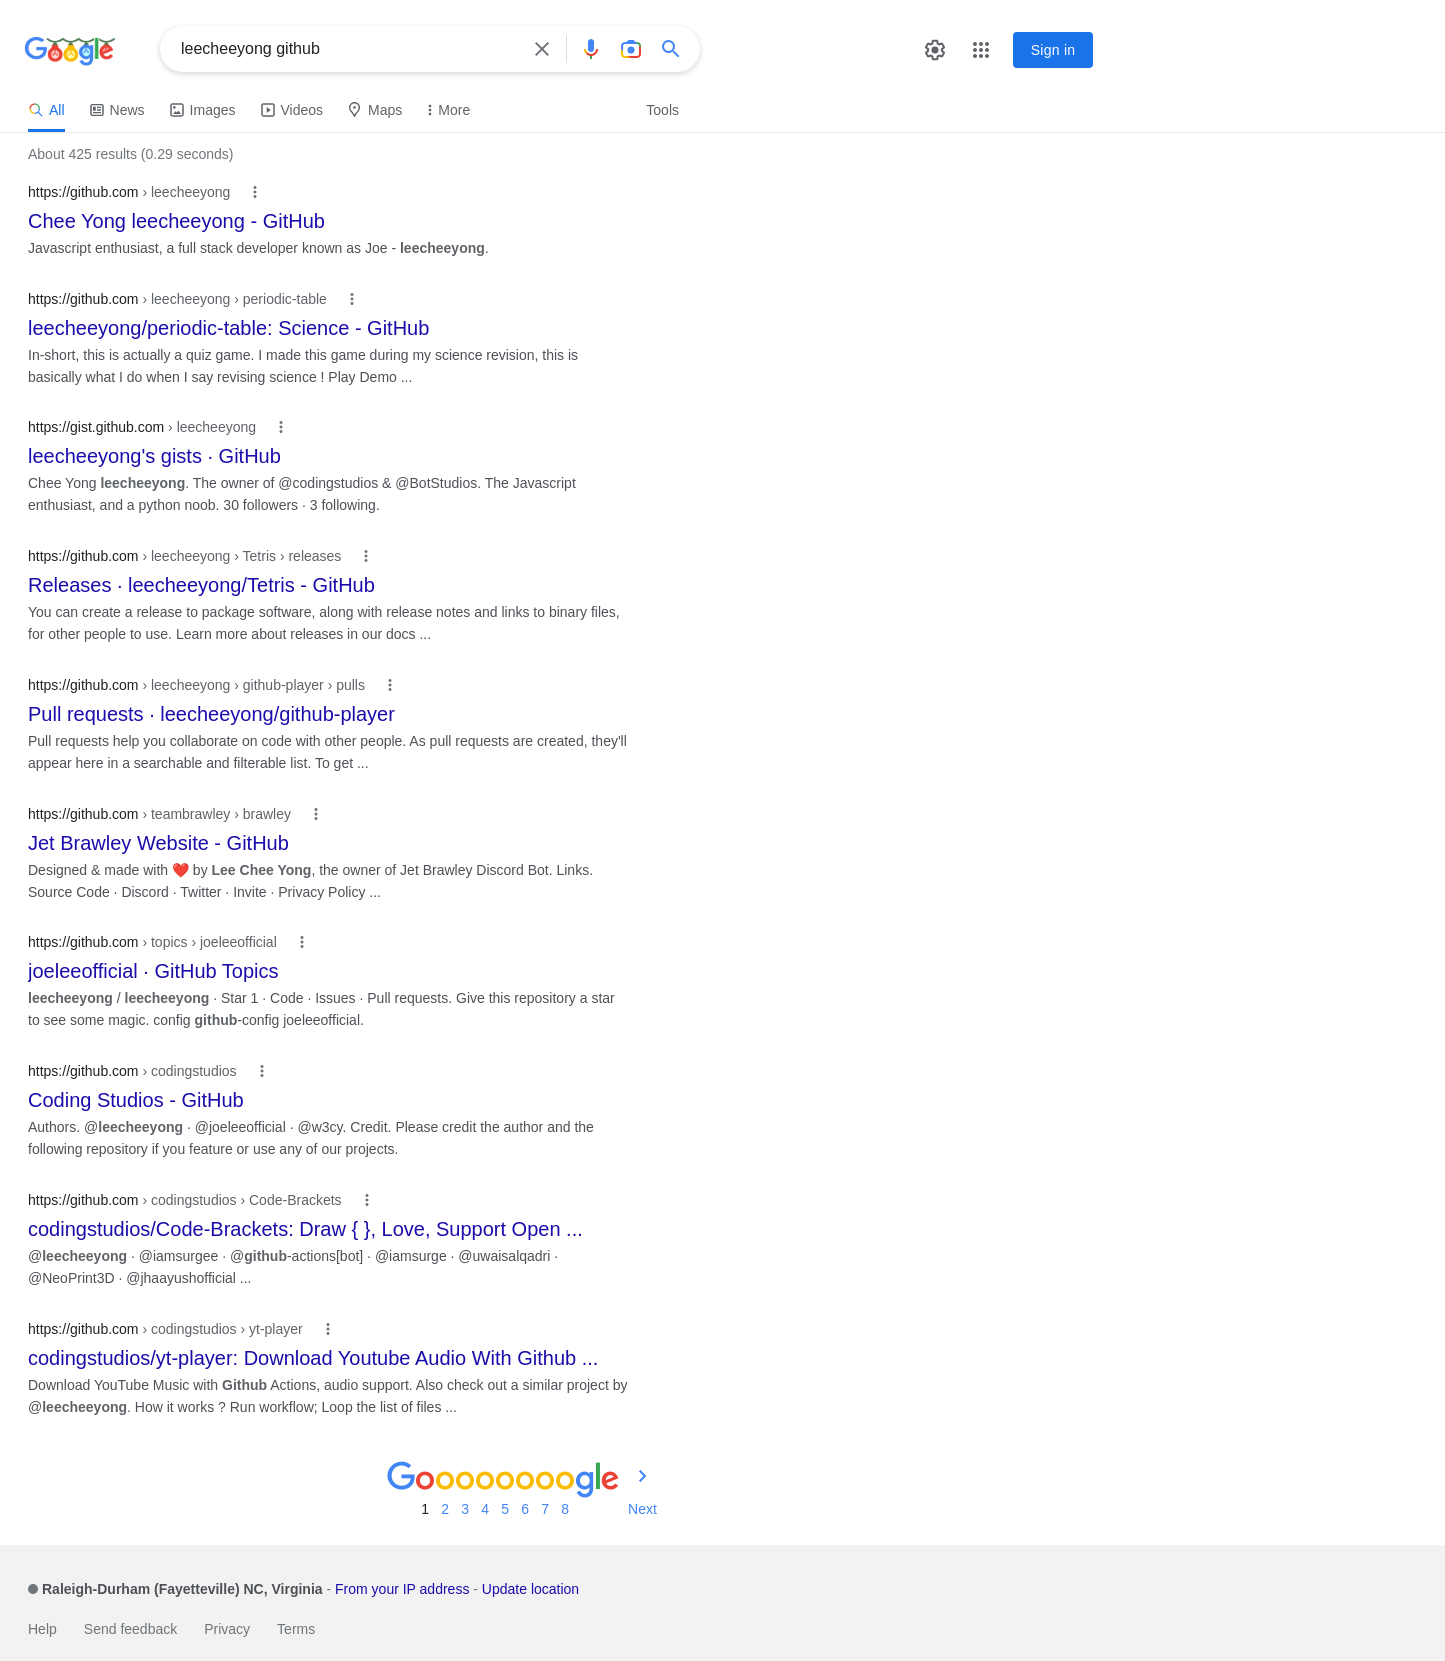 Google
leecheeyong github
Sign in
All News Images Videos Maps More Tools
About 425 results (0.29 seconds)
https://github.com › leecheeyong
Chee Yong leecheeyong - GitHub
Javascript enthusiast, a full stack developer known as Joe - leecheeyong.
https://github.com › leecheeyong › periodic-table
leecheeyong/periodic-table: Science - GitHub
In-short, this is actually a quiz game. I made this game during my science revision, this is
basically what I do when I say revising science ! Play Demo ...
https://gist.github.com › leecheeyong
leecheeyong's gists · GitHub
Chee Yong leecheeyong. The owner of @codingstudios & @BotStudios. The Javascript
enthusiast, and a python noob. 30 followers · 3 following.
https://github.com › leecheeyong › Tetris › releases
Releases · leecheeyong/Tetris - GitHub
You can create a release to package software, along with release notes and links to binary files,
for other people to use. Learn more about releases in our docs ...
https://github.com › leecheeyong › github-player › pulls
Pull requests · leecheeyong/github-player
Pull requests help you collaborate on code with other people. As pull requests are created, they'll
appear here in a searchable and filterable list. To get ...
https://github.com › teambrawley › brawley
Jet Brawley Website - GitHub
Designed & made with ❤️ by Lee Chee Yong, the owner of Jet Brawley Discord Bot. Links.
Source Code · Discord · Twitter · Invite · Privacy Policy ...
https://github.com › topics › joeleeofficial
joeleeofficial · GitHub Topics
leecheeyong / leecheeyong · Star 1 · Code · Issues · Pull requests. Give this repository a star
to see some magic. config github-config joeleeofficial.
https://github.com › codingstudios
Coding Studios - GitHub
Authors. @leecheeyong · @joeleeofficial · @w3cy. Credit. Please credit the author and the
following repository if you feature or use any of our projects.
https://github.com › codingstudios › Code-Brackets
codingstudios/Code-Brackets: Draw { }, Love, Support Open ...
@leecheeyong · @iamsurgee · @github-actions[bot] · @iamsurge · @uwaisalqadri ·
@NeoPrint3D · @jhaayushofficial ...
https://github.com › codingstudios › yt-player
codingstudios/yt-player: Download Youtube Audio With Github ...
Download YouTube Music with Github Actions, audio support. Also check out a similar project by
@leecheeyong. How it works ? Run workflow; Loop the list of files ...
Goooooooogle
1 2 3 4 5 6 7 8 Next
Raleigh-Durham (Fayetteville) NC, Virginia - From your IP address - Update location
Help Send feedback Privacy Terms